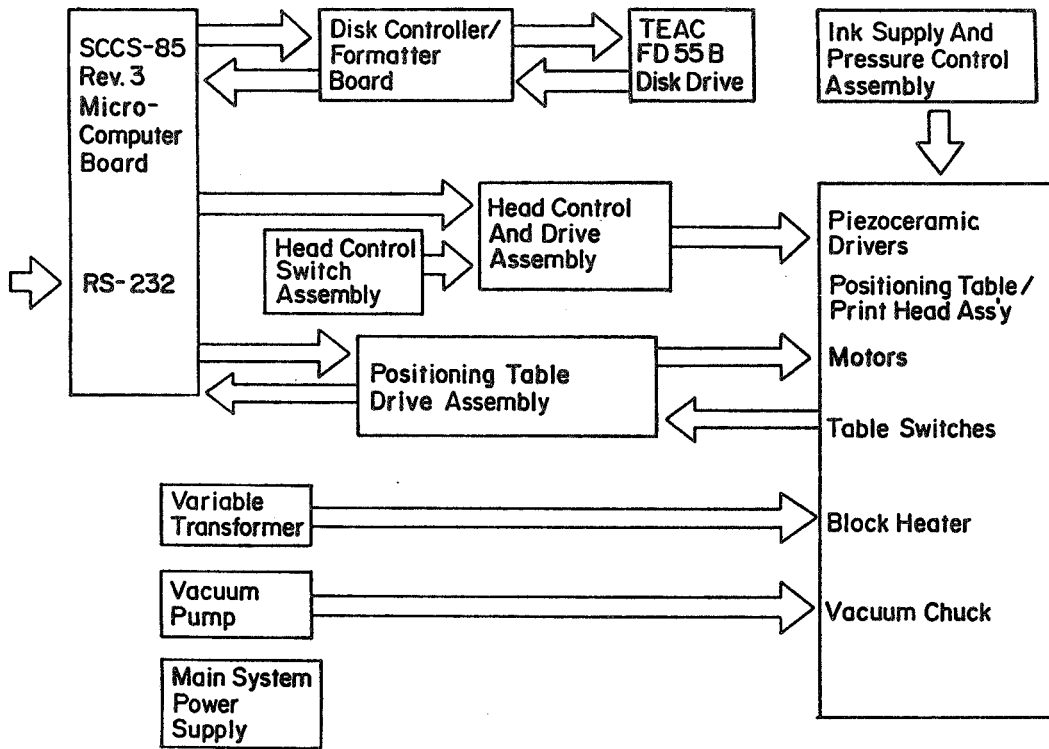 SCCS-85
Rev. 3
Micro-
Computer
Board
RS-232
Disk Controller/
Formatter
Board
TEAC
FD 55 B
Disk Drive
Ink Supply And
Pressure Control
Assembly
Head Control
And Drive
Assembly
Head Control
Switch
Assembly
Positioning Table
Drive Assembly
Piezoceramic
Drivers
Positioning Table /
Print Head Ass'y
Motors
Table Switches
Block Heater
Vacuum Chuck
Variable
Transformer
Vacuum
Pump
Main System
Power
Supply